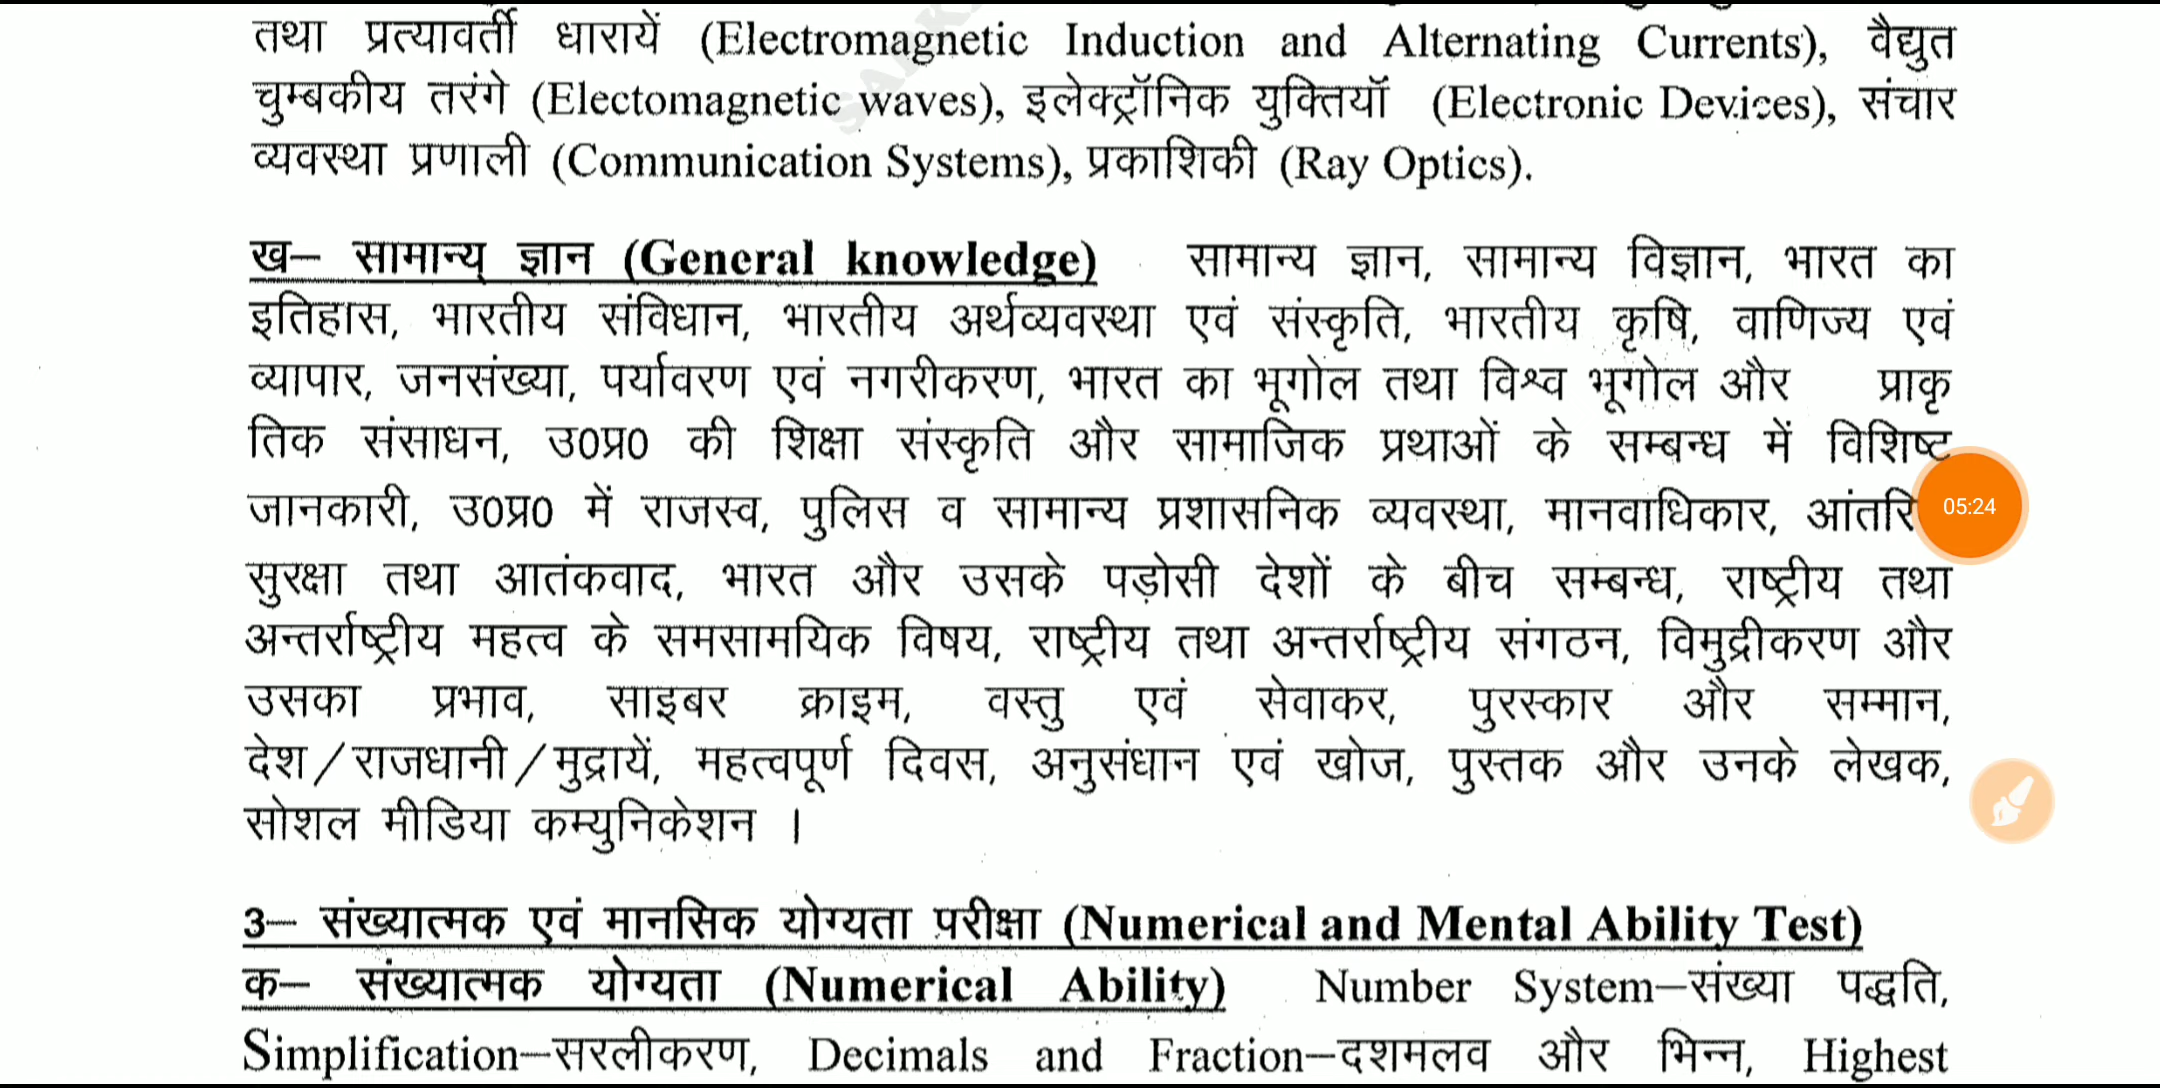 तथा प्रत्यावर्ती धारायें (Electromagnetic Induction and Alternating Currents), वैद्युत
चुम्बकीय तरंगे (Electomagnetic waves), इलेक्ट्रॉनिक युक्तियॉ (Electronic Devices), संचार
व्यवस्था प्रणाली (Communication Systems), प्रकाशिकी (Ray Optics).
ख– सामान्य् ज्ञान (General knowledge) सामान्य ज्ञान, सामान्य विज्ञान, भारत का
इतिहास, भारतीय संविधान, भारतीय अर्थव्यवस्था एवं संस्कृति, भारतीय कृषि, वाणिज्य एवं
व्यापार, जनसंख्या, पर्यावरण एवं नगरीकरण, भारत का भूगोल तथा विश्व भूगोल और प्राकृ
तिक संसाधन, उ0प्र0 की शिक्षा संस्कृति और सामाजिक प्रथाओं के सम्बन्ध में विशिष्ट
जानकारी, उ0प्र0 में राजस्व, पुलिस व सामान्य प्रशासनिक व्यवस्था, मानवाधिकार, आंतरि
05:24
सुरक्षा तथा आतंकवाद, भारत और उसके पड़ोसी देशों के बीच सम्बन्ध, राष्ट्रीय तथा
अन्तर्राष्ट्रीय महत्व के समसामयिक विषय, राष्ट्रीय तथा अन्तर्राष्ट्रीय संगठन, विमुद्रीकरण और
उसका प्रभाव, साइबर क्राइम, वस्तु एवं सेवाकर, पुरस्कार और सम्मान,
देश/राजधानी/मुद्रायें, महत्वपूर्ण दिवस, अनुसंधान एवं खोज, पुस्तक और उनके लेखक,
सोशल मीडिया कम्युनिकेशन ।
3– संख्यात्मक एवं मानसिक योग्यता परीक्षा (Numerical and Mental Ability Test)
क– संख्यात्मक योग्यता (Numerical Ability) Number System–संख्या पद्धति,
Simplification–सरलीकरण, Decimals and Fraction–दशमलव और भिन्न, Highest